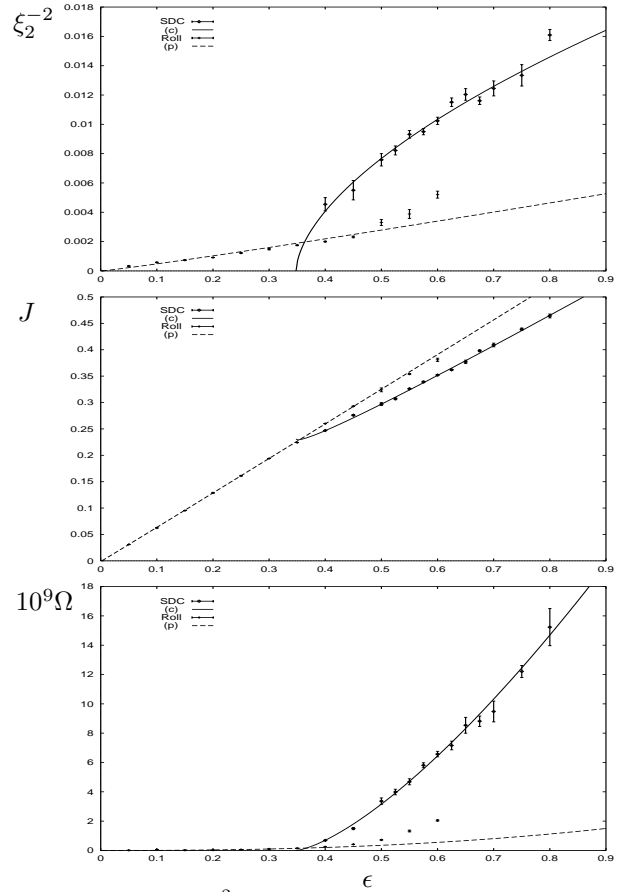 ξ₂⁻²
0.018
0.016
0.014
0.012
0.01
0.008
0.006
0.004
0.002
0
SDC
(c)
Roll
(p)
0 0.1 0.2 0.3 0.4 0.5 0.6 0.7 0.8 0.9
J
0.5
0.45
0.4
0.35
0.3
0.25
0.2
0.15
0.1
0.05
0
SDC
(c)
Roll
(p)
0 0.1 0.2 0.3 0.4 0.5 0.6 0.7 0.8 0.9
10⁹Ω
18
16
14
12
10
8
6
4
2
0
SDC
(c)
Roll
(p)
0 0.1 0.2 0.3 0.4 0.5 0.6 0.7 0.8 0.9
ϵ